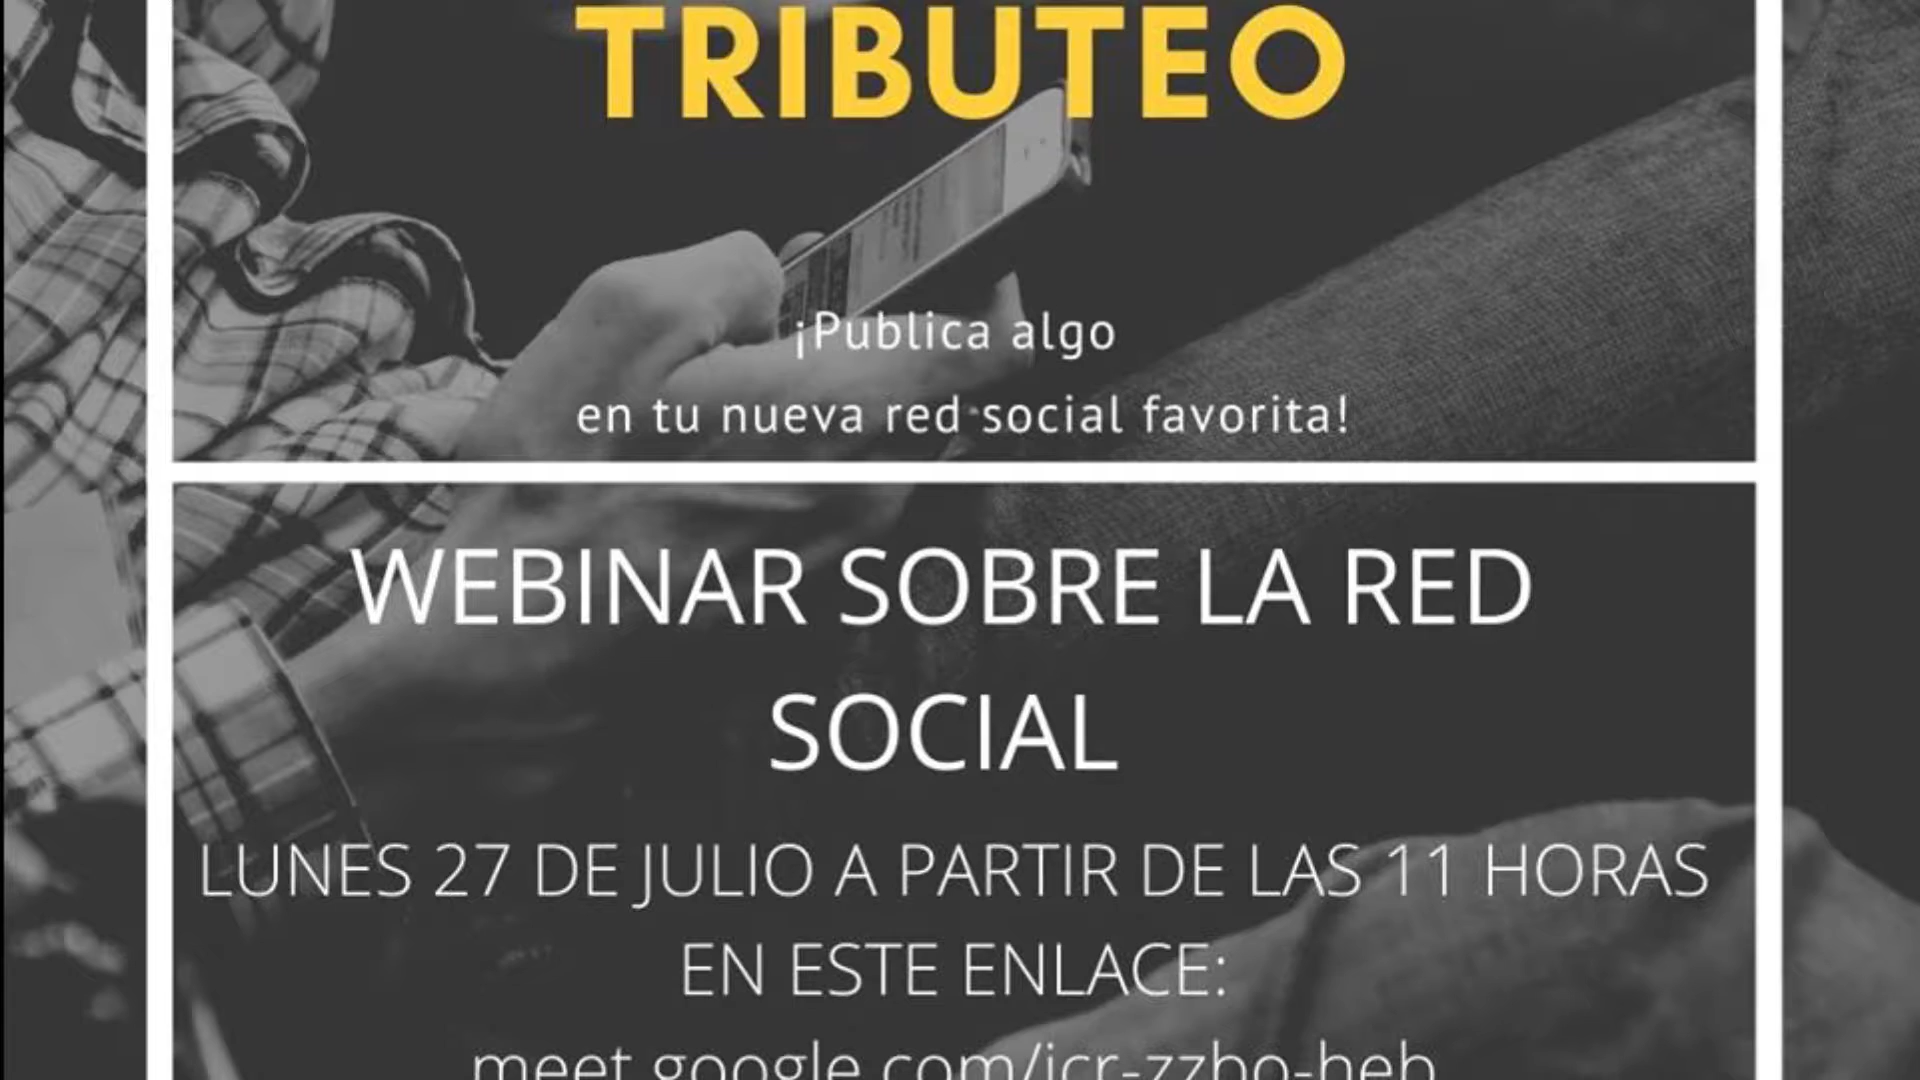 TRIBUTEO
¡Publica algo
en tu nueva red social favorita!
WEBINAR SOBRE LA RED
SOCIAL
LUNES 27 DE JULIO A PARTIR DE LAS 11 HORAS
EN ESTE ENLACE: